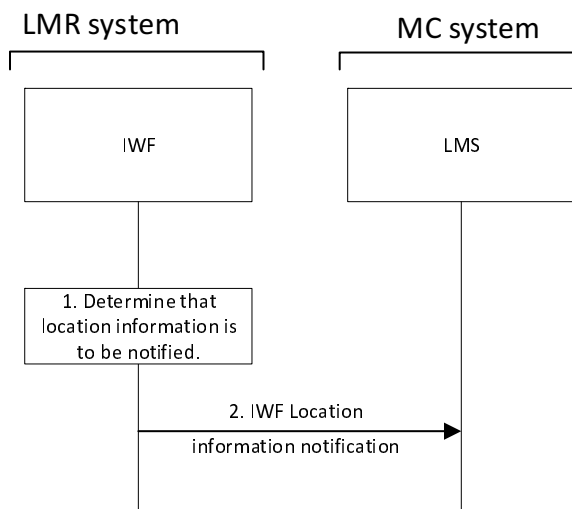 LMR system
MC system
IWF
LMS
1. Determine that
location information is
to be notified.
2. IWF Location
information notification